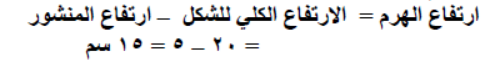 ارتفاع الهرم = الارتفاع الكلي للشكل – ارتفاع المنشور
= ٢٠ – ٥ = ١٥ سم